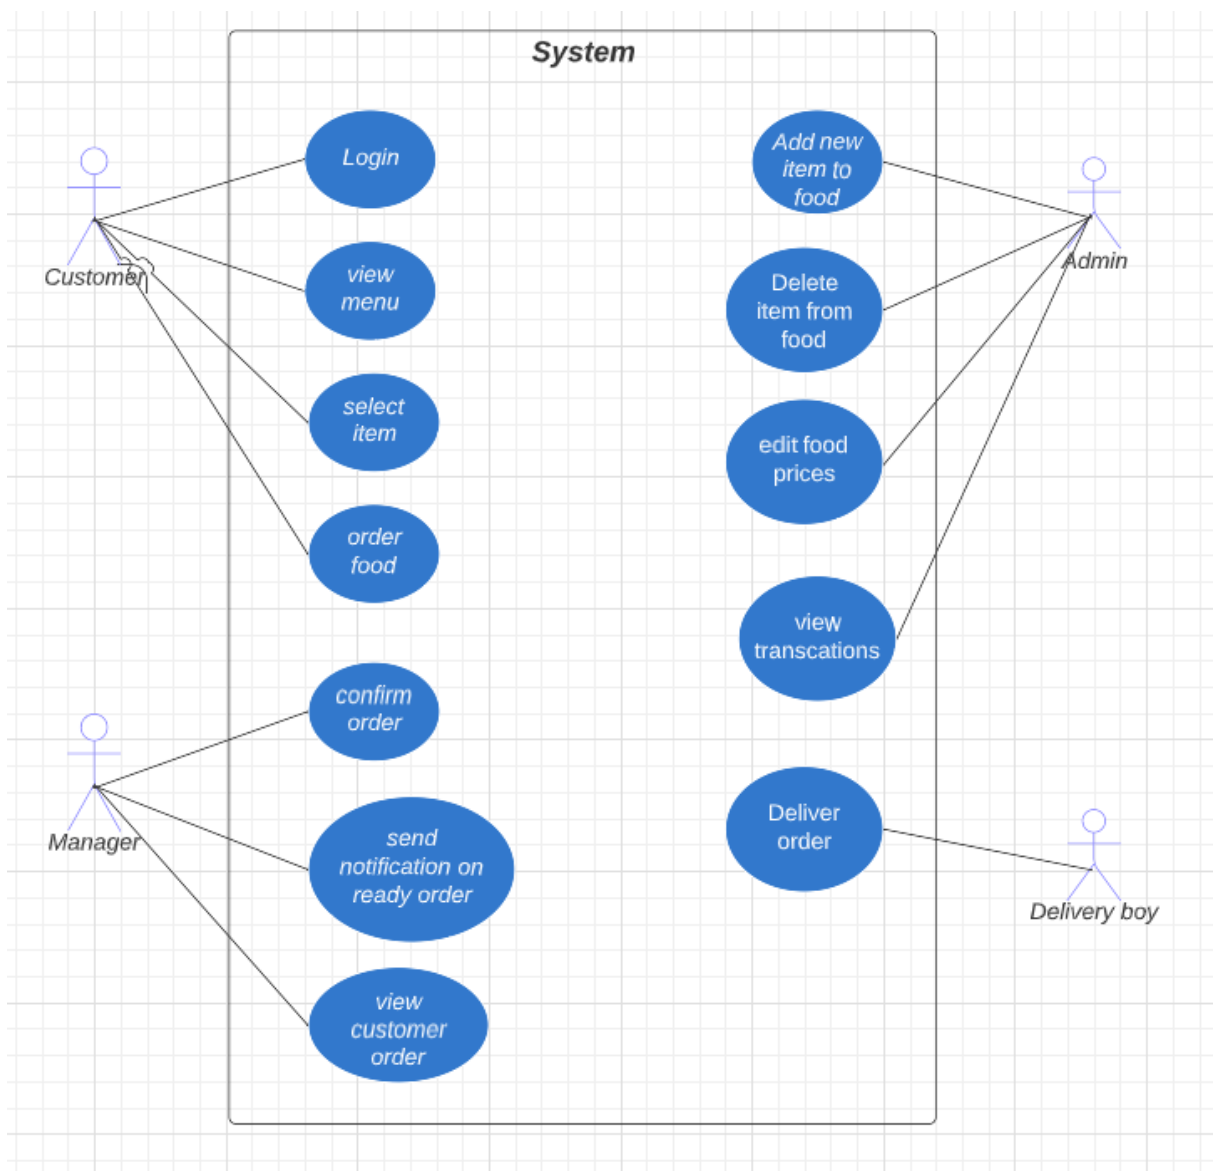 System
Login
Add new
item to
food
Customer
Admin
view
menu
Delete
item from
food
select
item
edit food
prices
order
food
view
transcations
confirm
order
Manager
Deliver
order
send
notification on
ready order
Delivery boy
view
customer
order